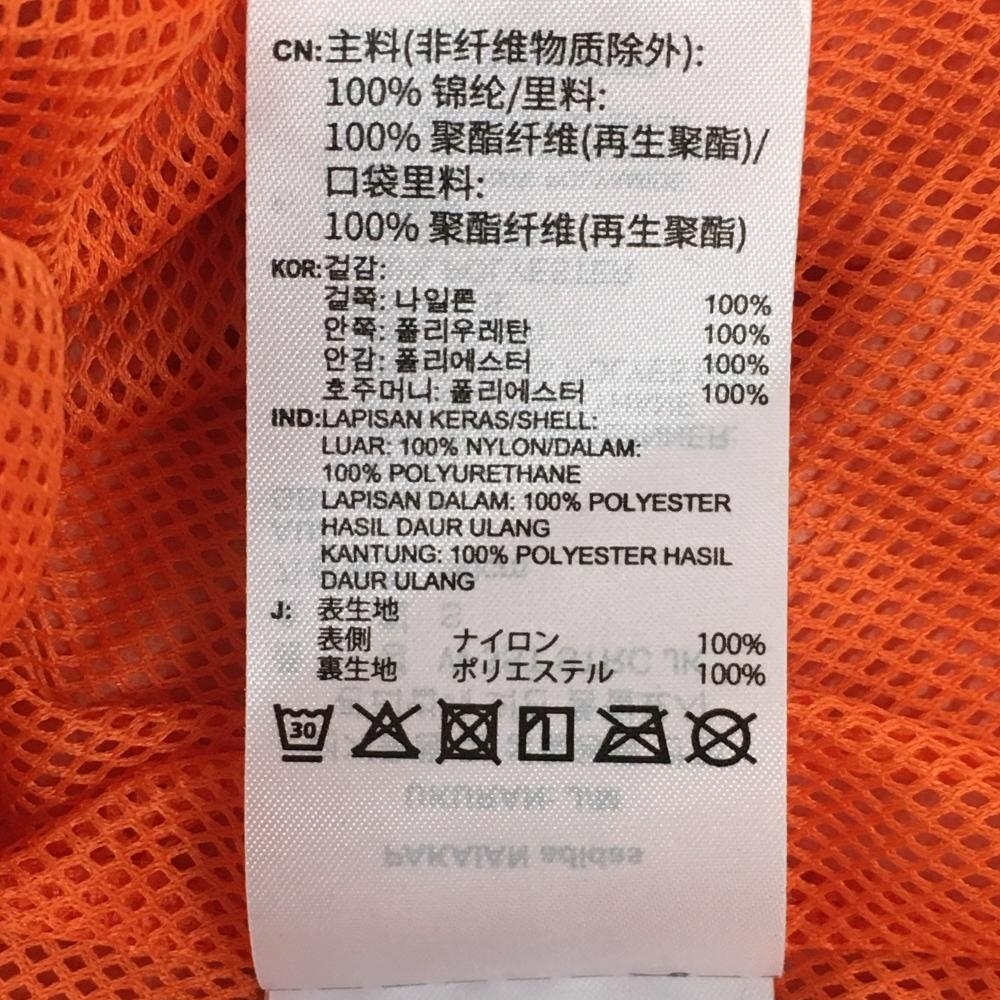 CN:主料(非纤维物质除外):
100% 锦纶/里料:
100% 聚酯纤维(再生聚酯)/
口袋里料:
100% 聚酯纤维(再生聚酯)
KOR:겉감:
겉쪽: 나일론 100%
안쪽: 폴리우레탄 100%
안감: 폴리에스터 100%
호주머니: 폴리에스터 100%
IND:LAPISAN KERAS/SHELL:
LUAR: 100% NYLON/DALAM:
100% POLYURETHANE
LAPISAN DALAM: 100% POLYESTER
HASIL DAUR ULANG
KANTUNG: 100% POLYESTER HASIL
DAUR ULANG
J: 表生地
表側 ナイロン 100%
裏生地 ポリエステル 100%
30
UKURAN: J/M
PAKAIAN adidas